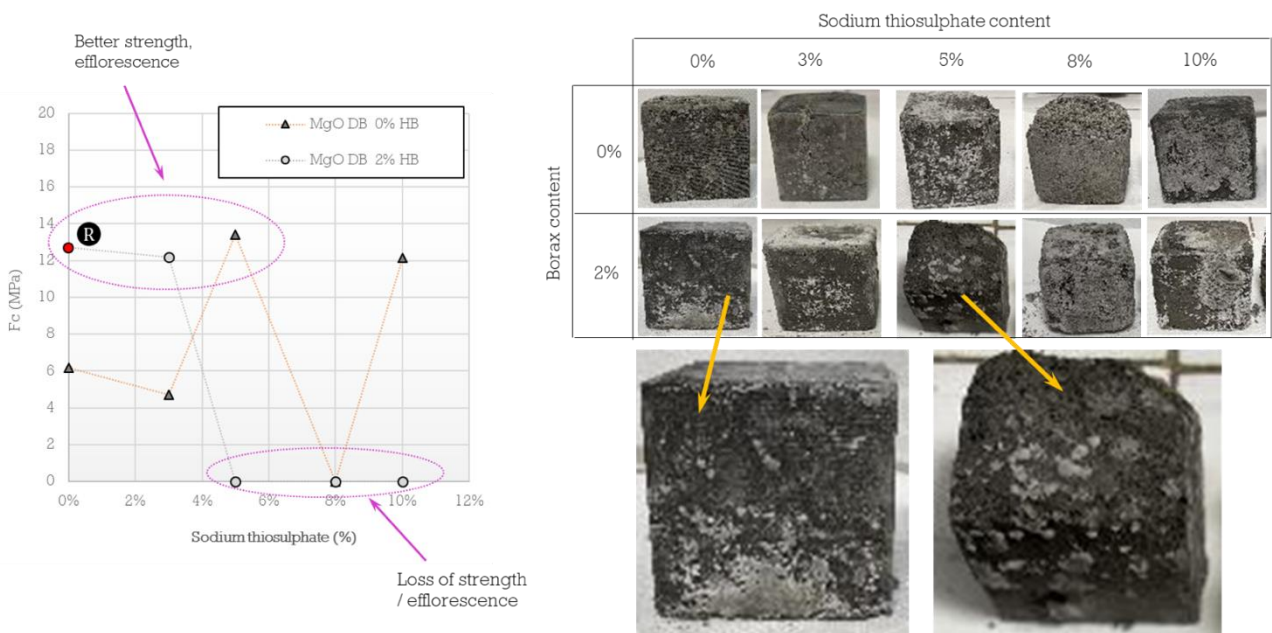 Better strength,
efflorescence
20
18
16
14
12
10
8
6
4
2
0
Fc (MPa)
MgO DB 0% HB
MgO DB 2% HB
R
0%
2%
4%
6%
8%
10%
12%
Sodium thiosulphate (%)
Loss of strength
/ efflorescence
Sodium thiosulphate content
0% 3% 5% 8% 10%
Borax content
0%
2%